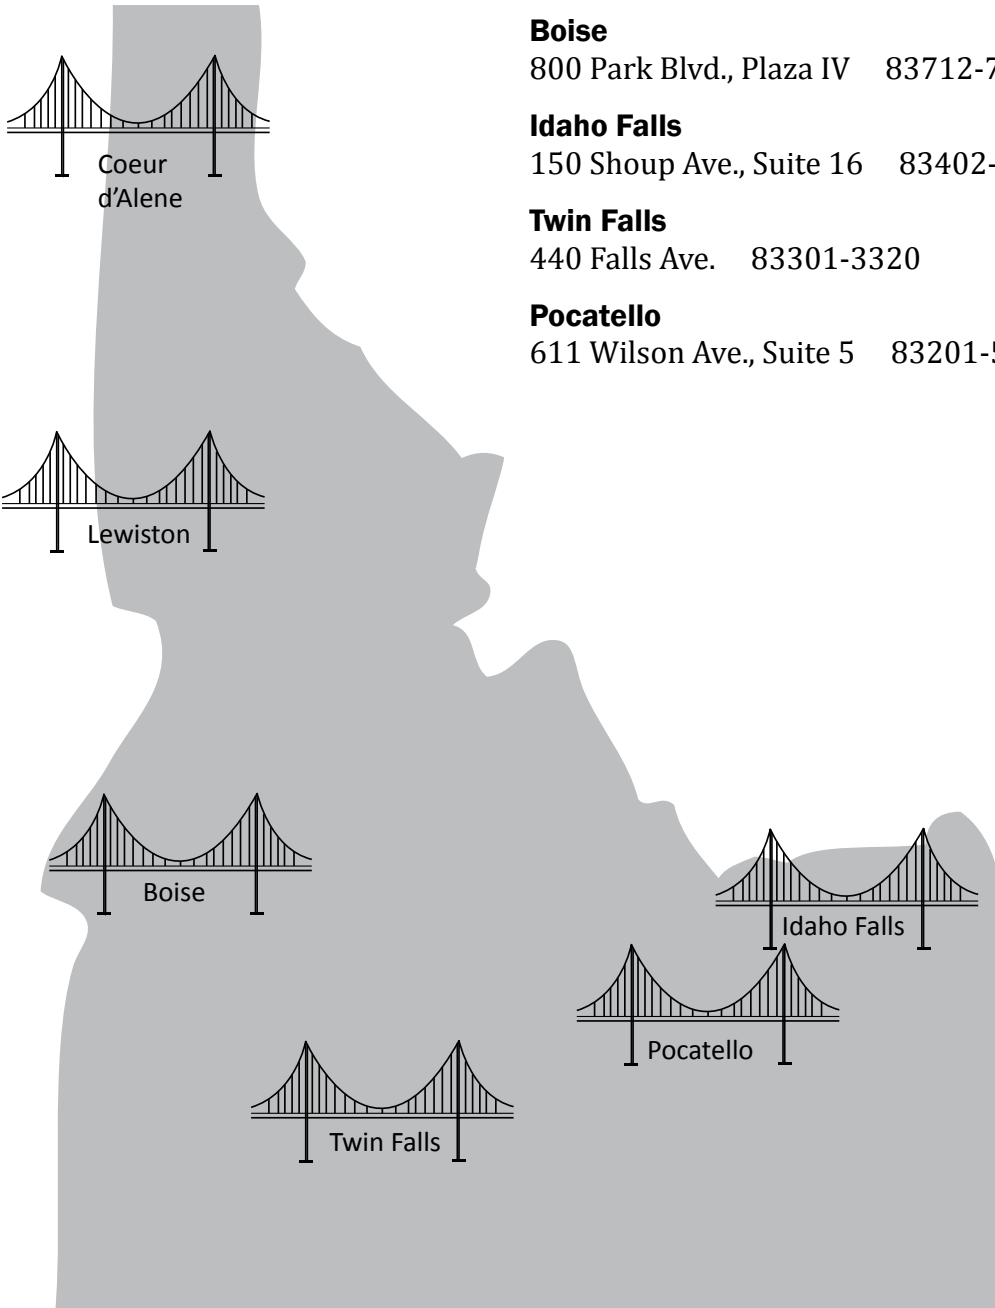 Boise
800 Park Blvd., Plaza IV 83712-7
Idaho Falls
150 Shoup Ave., Suite 16 83402-
Twin Falls
440 Falls Ave. 83301-3320
Pocatello
611 Wilson Ave., Suite 5 83201-5
Coeur
d’Alene
Lewiston
Boise
Idaho Falls
Pocatello
Twin Falls